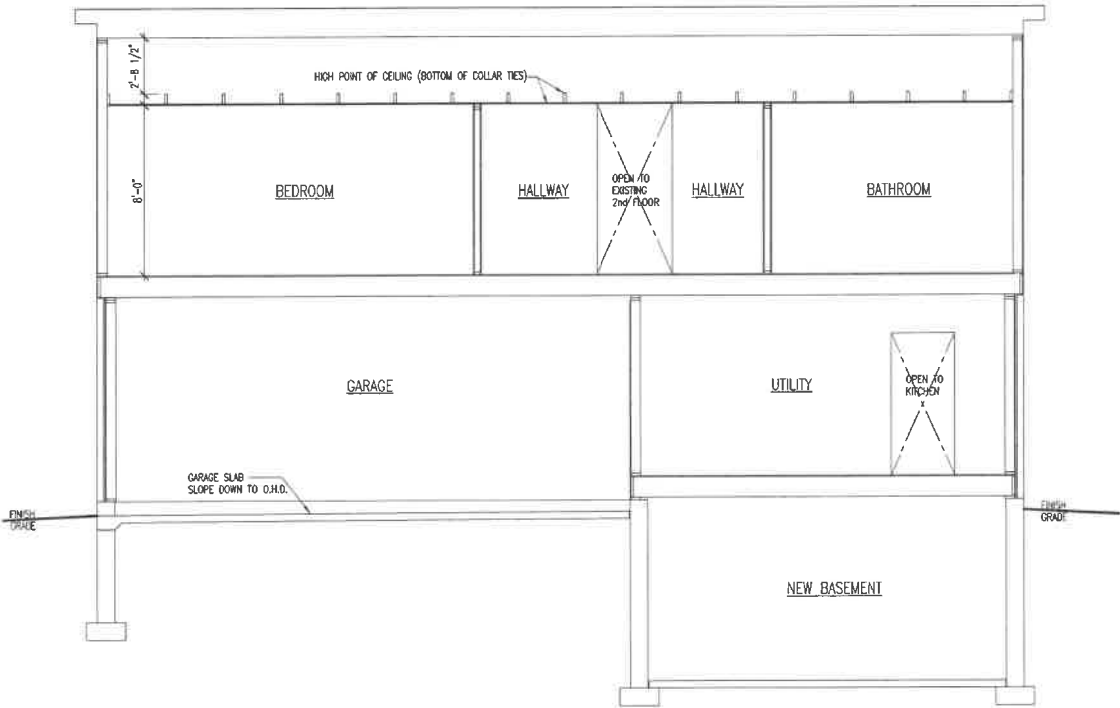 2'-8 1/2"
HIGH POINT OF CEILING (BOTTOM OF COLLAR TIES)
8'-0"
BEDROOM
HALLWAY
OPEN TO
EXISTING
2nd FLOOR
HALLWAY
BATHROOM
GARAGE
UTILITY
OPEN TO
KITCHEN
x
GARAGE SLAB
SLOPE DOWN TO O.H.D.
FINISH
GRADE
FINISH
GRADE
NEW BASEMENT